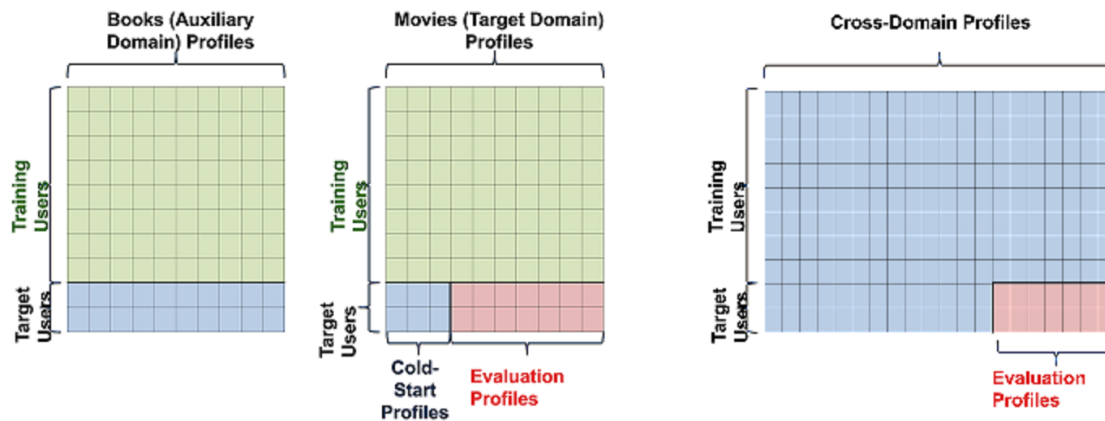 Books (Auxiliary
Domain) Profiles
Training
Users
Target
Users
Movies (Target Domain)
Profiles
Training
Users
Target
Users
Cold-
Start
Profiles
Evaluation
Profiles
Cross-Domain Profiles
Training
Users
Target
Users
Evaluation
Profiles